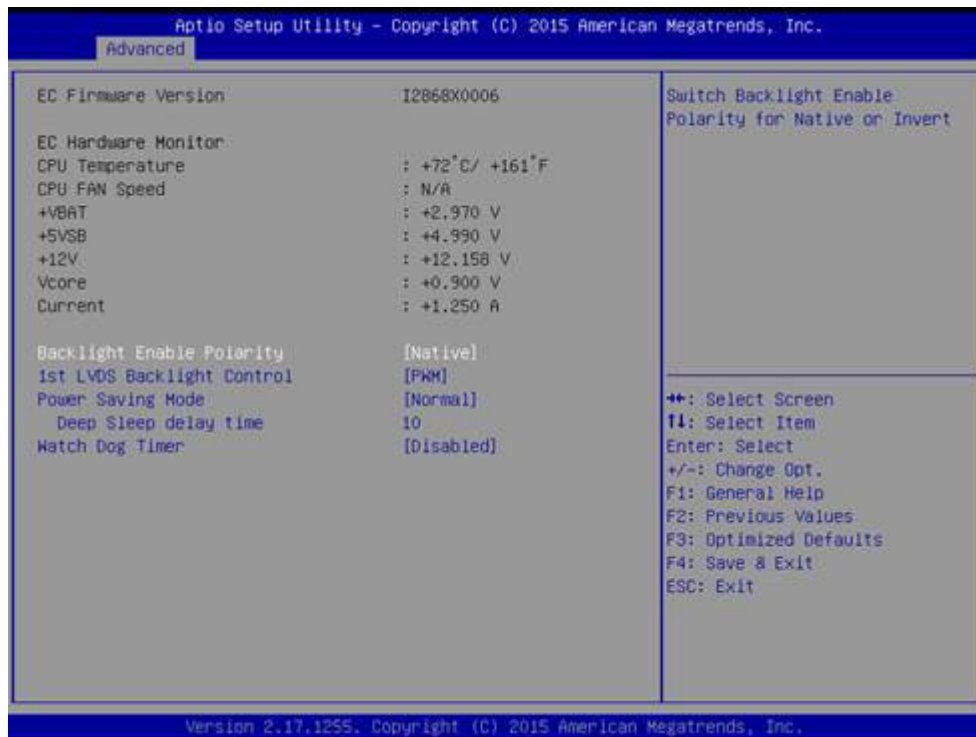 Aptio Setup Utility – Copyright (C) 2015 American Megatrends, Inc.
Advanced
EC Firmware Version I2868X0006
EC Hardware Monitor
CPU Temperature : +72°C/ +161°F
CPU FAN Speed : N/A
+VBAT : +2.970 V
+5VSB : +4.990 V
+12V : +12.158 V
Vcore : +0.900 V
Current : +1.250 A
Backlight Enable Polarity [Native]
1st LVDS Backlight Control [PWM]
Power Saving Mode [Normal]
Deep Sleep delay time 10
Watch Dog Timer [Disabled]
Switch Backlight Enable
Polarity for Native or Invert
→←: Select Screen
↑↓: Select Item
Enter: Select
+/-: Change Opt.
F1: General Help
F2: Previous Values
F3: Optimized Defaults
F4: Save & Exit
ESC: Exit
Version 2.17.1255. Copyright (C) 2015 American Megatrends, Inc.